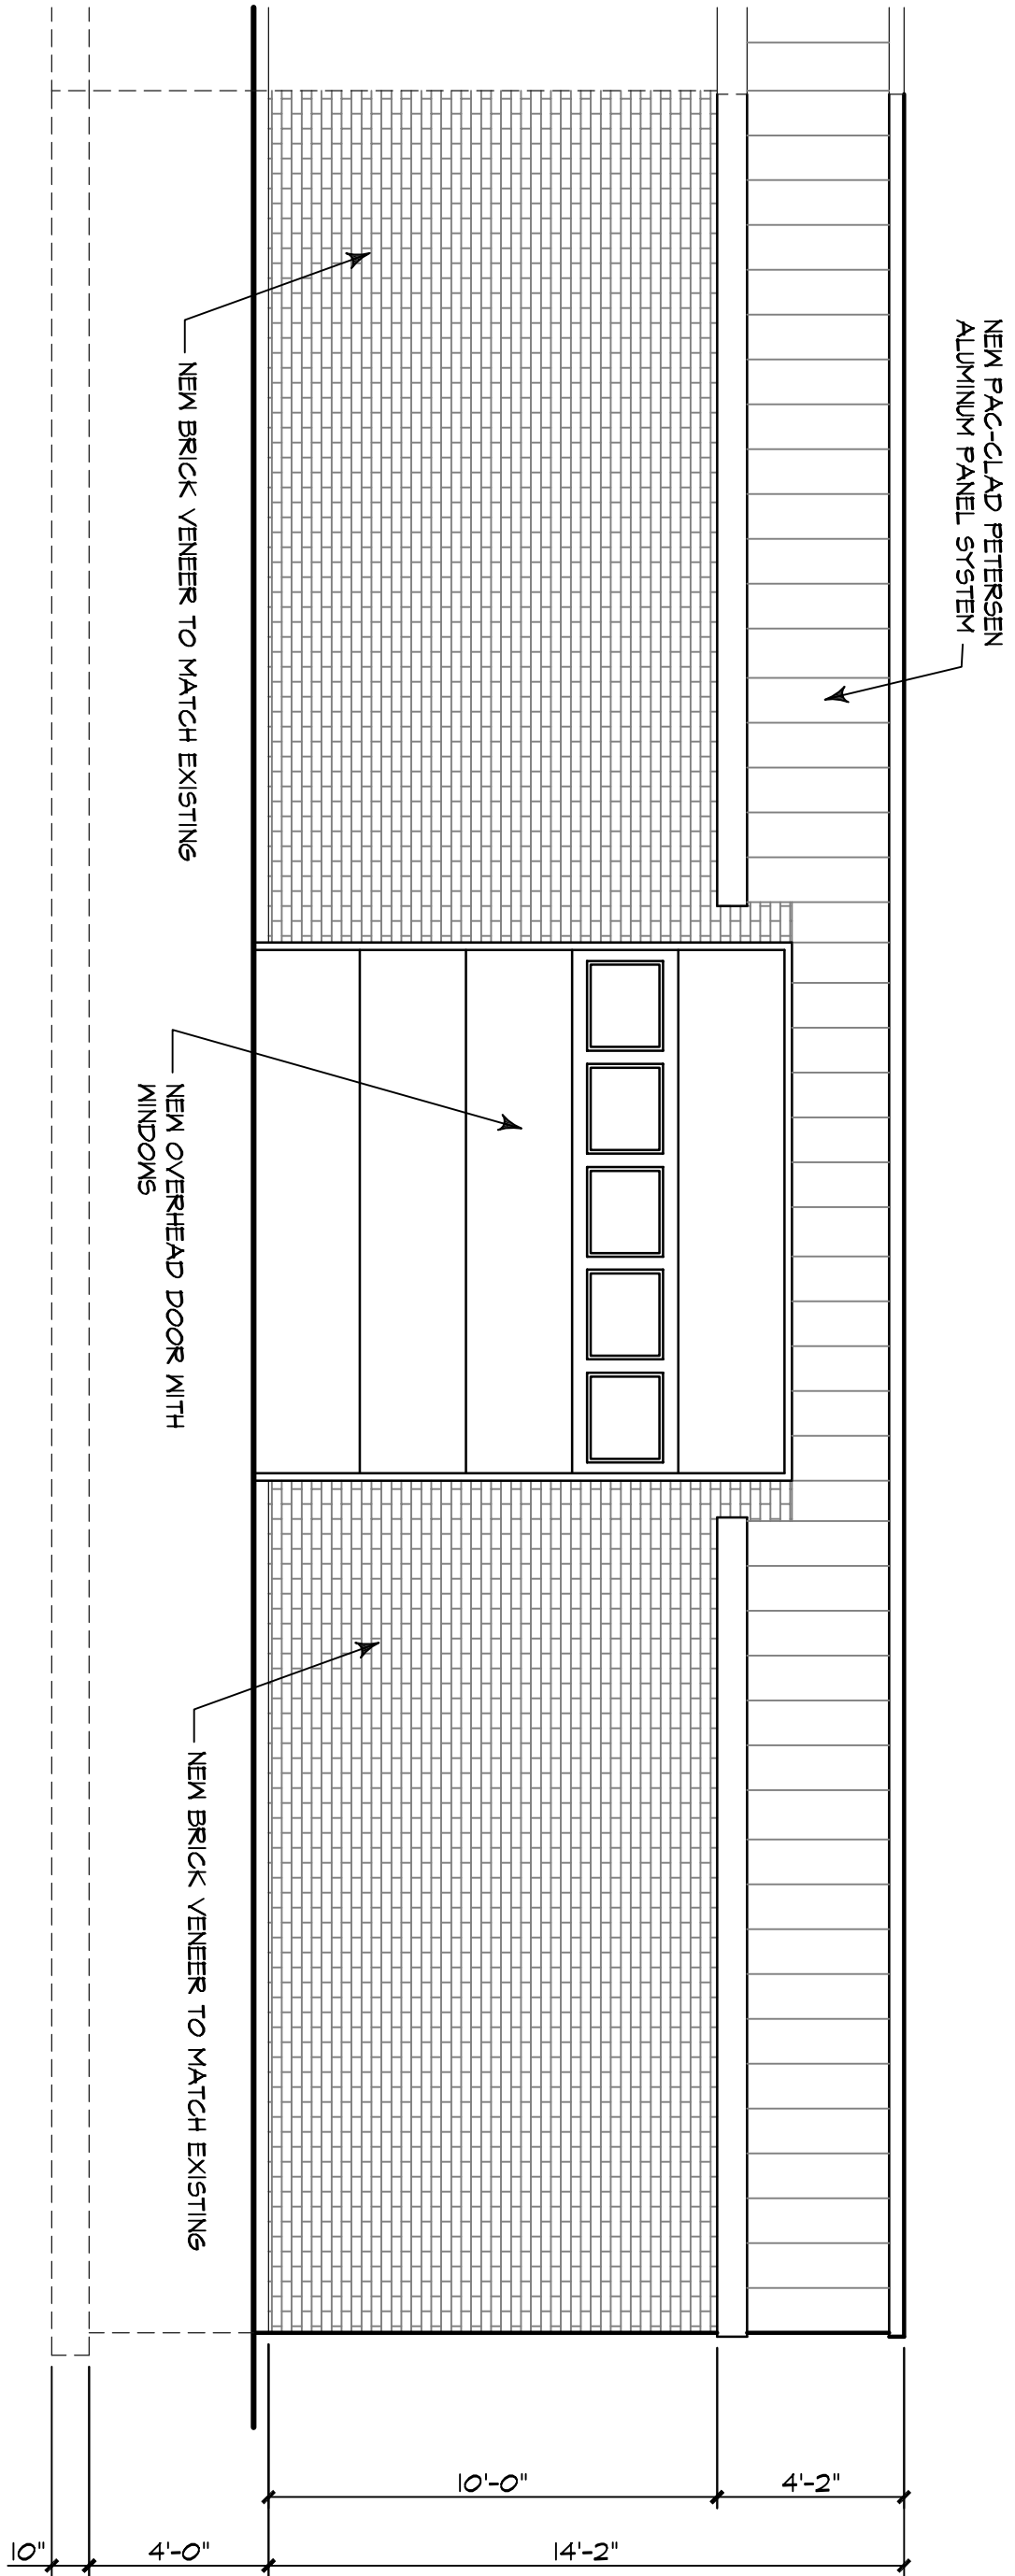 NEW PAC-CLAD PETERSEN
ALUMINUM PANEL SYSTEM
NEW BRICK VENEER TO MATCH EXISTING
NEW OVERHEAD DOOR WITH
WINDOWS
NEW BRICK VENEER TO MATCH EXISTING
4'-2"
10'-0"
14'-2"
4'-0"
10"